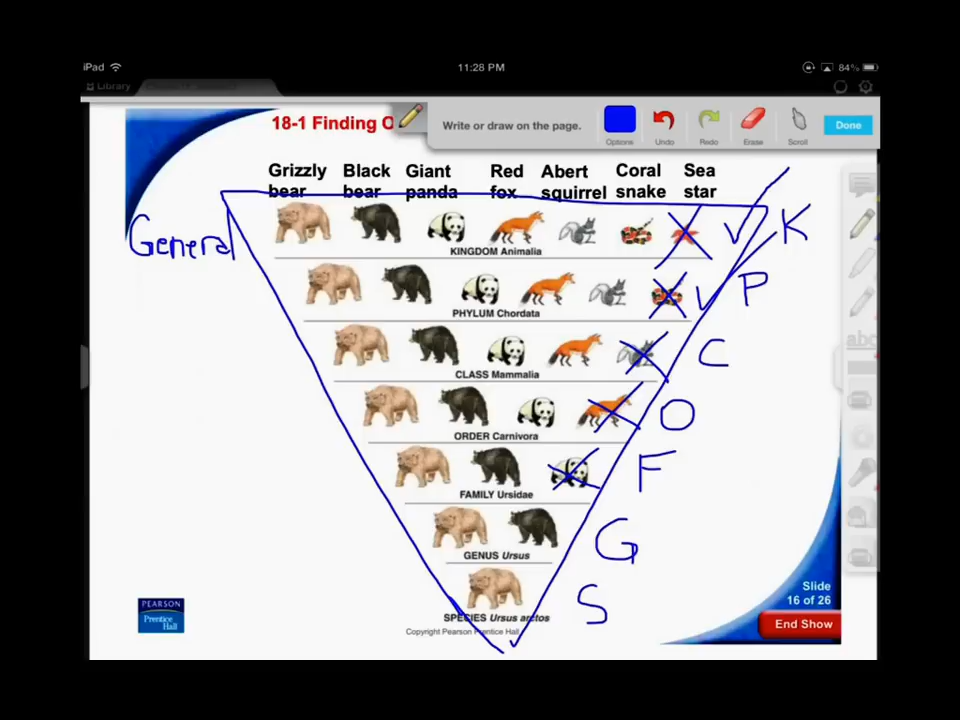 iPad 11:28 PM 84%
Library
18-1 Finding O
Write or draw on the page.
Options Undo Redo Erase Scroll
Done
Grizzly bear Black bear Giant panda Red fox Abert squirrel Coral snake Sea star
General
KINGDOM Animalia
K
PHYLUM Chordata
V P
CLASS Mammalia
C
ORDER Carnivora
O
FAMILY Ursidae
F
GENUS Ursus
G
SPECIES Ursus arctos
S
Copyright Pearson Prentice Hall
PEARSON
Prentice
Hall
Slide
16 of 26
End Show
abc